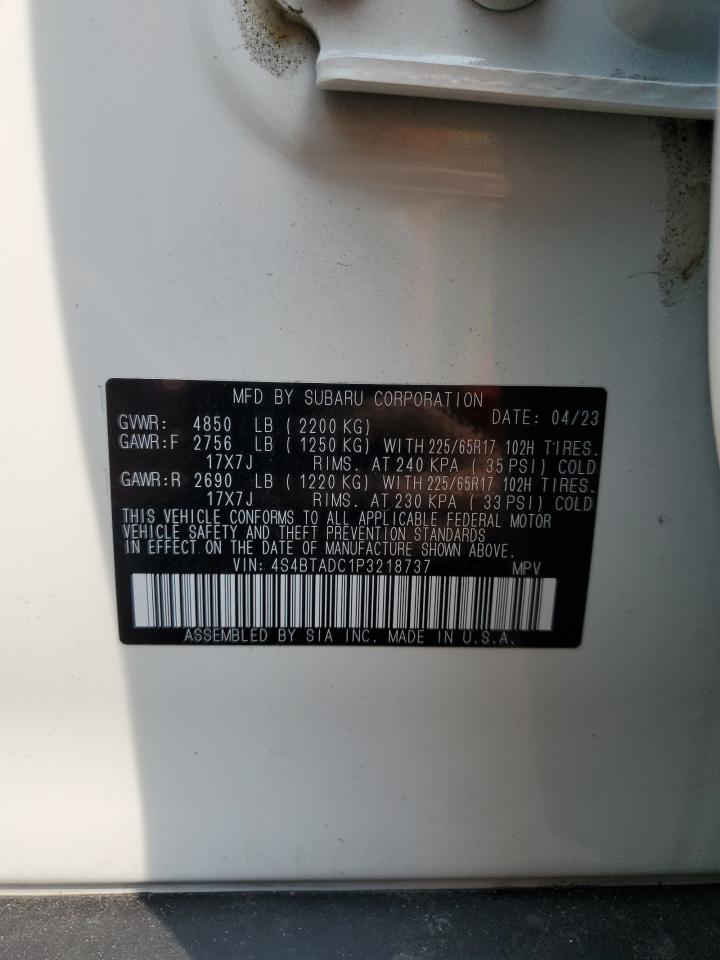 MFD BY SUBARU CORPORATION
GVWR: 4850 LB ( 2200 KG) DATE: 04/23
GAWR:F 2756 LB ( 1250 KG) WITH 225/65R17 102H TIRES.
17X7J RIMS. AT 240 KPA ( 35 PSI) COLD
GAWR:R 2690 LB ( 1220 KG) WITH 225/65R17 102H TIRES.
17X7J RIMS. AT 230 KPA ( 33 PSI) COLD
THIS VEHICLE CONFORMS TO ALL APPLICABLE FEDERAL MOTOR
VEHICLE SAFETY AND THEFT PREVENTION STANDARDS
IN EFFECT ON THE DATE OF MANUFACTURE SHOWN ABOVE.
VIN: 4S4BTADC1P3218737 MPV
ASSEMBLED BY SIA INC. MADE IN U.S.A.